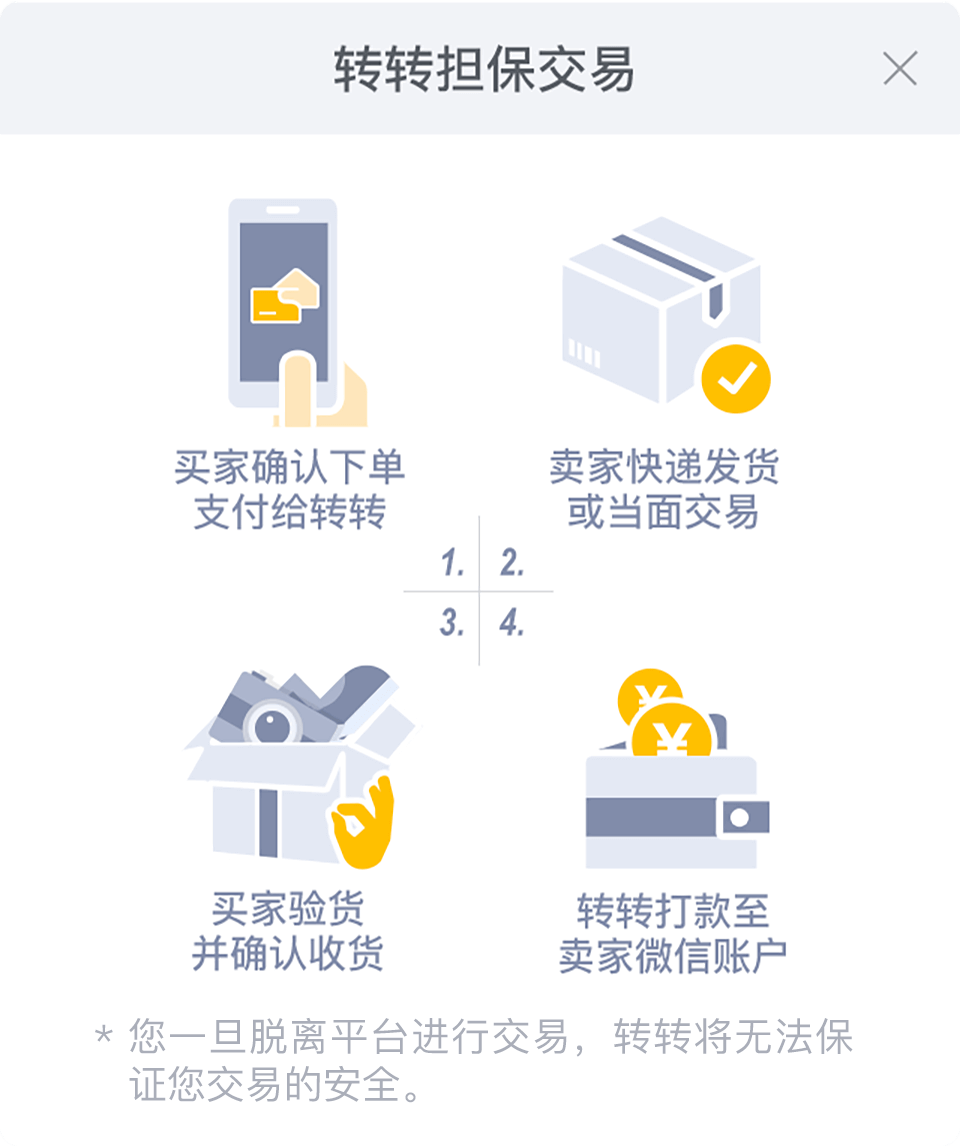 转转担保交易
买家确认下单
支付给转转
卖家快递发货
或当面交易
1.
2.
3.
4.
买家验货
并确认收货
转转打款至
卖家微信账户
* 您一旦脱离平台进行交易，转转将无法保
证您交易的安全。